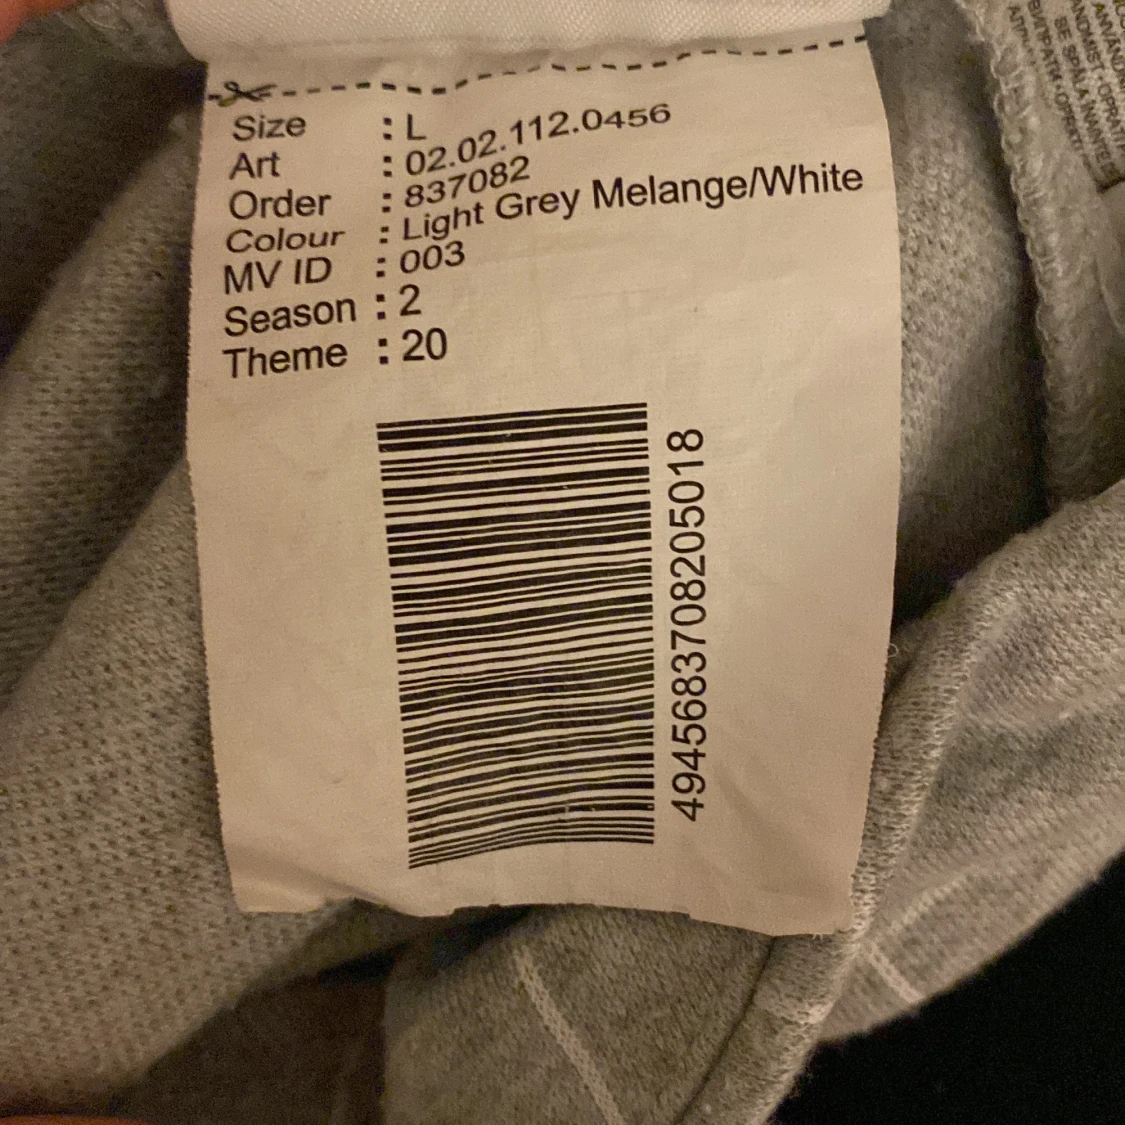 Size : L
Art : 02.02.112.0456
Order : 837082
Colour : Light Grey Melange/White
MV ID : 003
Season : 2
Theme : 20
4945683708205018